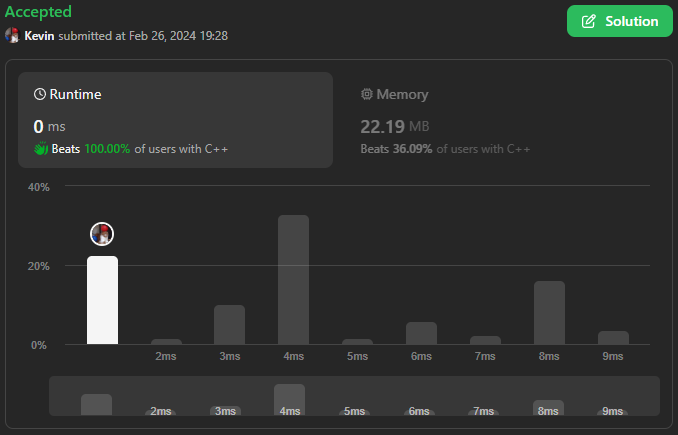 Accepted
Kevin submitted at Feb 26, 2024 19:28
Solution
Runtime
0 ms
Beats 100.00% of users with C++
Memory
22.19 MB
Beats 36.09% of users with C++
40%
20%
0%
2ms 3ms 4ms 5ms 6ms 7ms 8ms 9ms
2ms 3ms 4ms 5ms 6ms 7ms 8ms 9ms